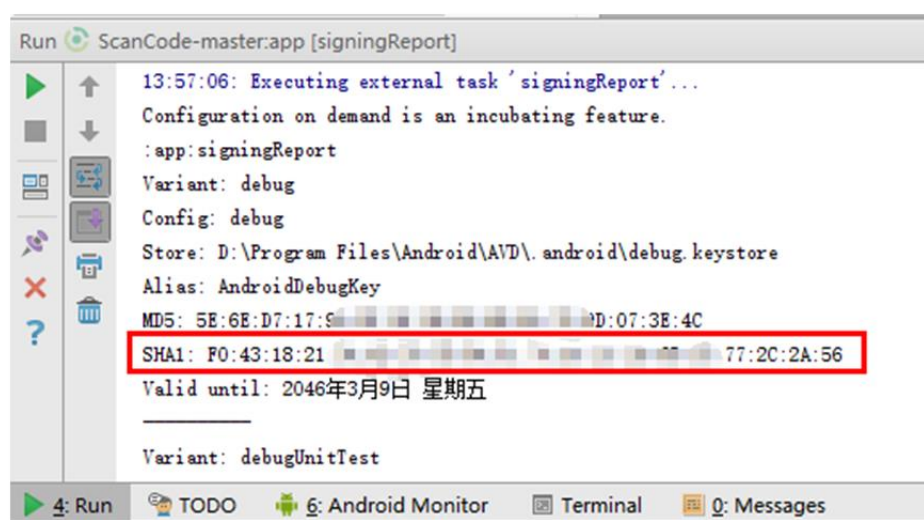 Run ScanCode-master:app [signingReport]
13:57:06: Executing external task 'signingReport'...
Configuration on demand is an incubating feature.
:app:signingReport
Variant: debug
Config: debug
Store: D:\Program Files\Android\AVD\.android\debug.keystore
Alias: AndroidDebugKey
MD5: 5E:6E:D7:17: :07:3E:4C
SHA1: F0:43:18:21 77:2C:2A:56
Valid until: 2046年3月9日 星期五
----------
Variant: debugUnitTest
4: Run TODO 6: Android Monitor Terminal 0: Messages